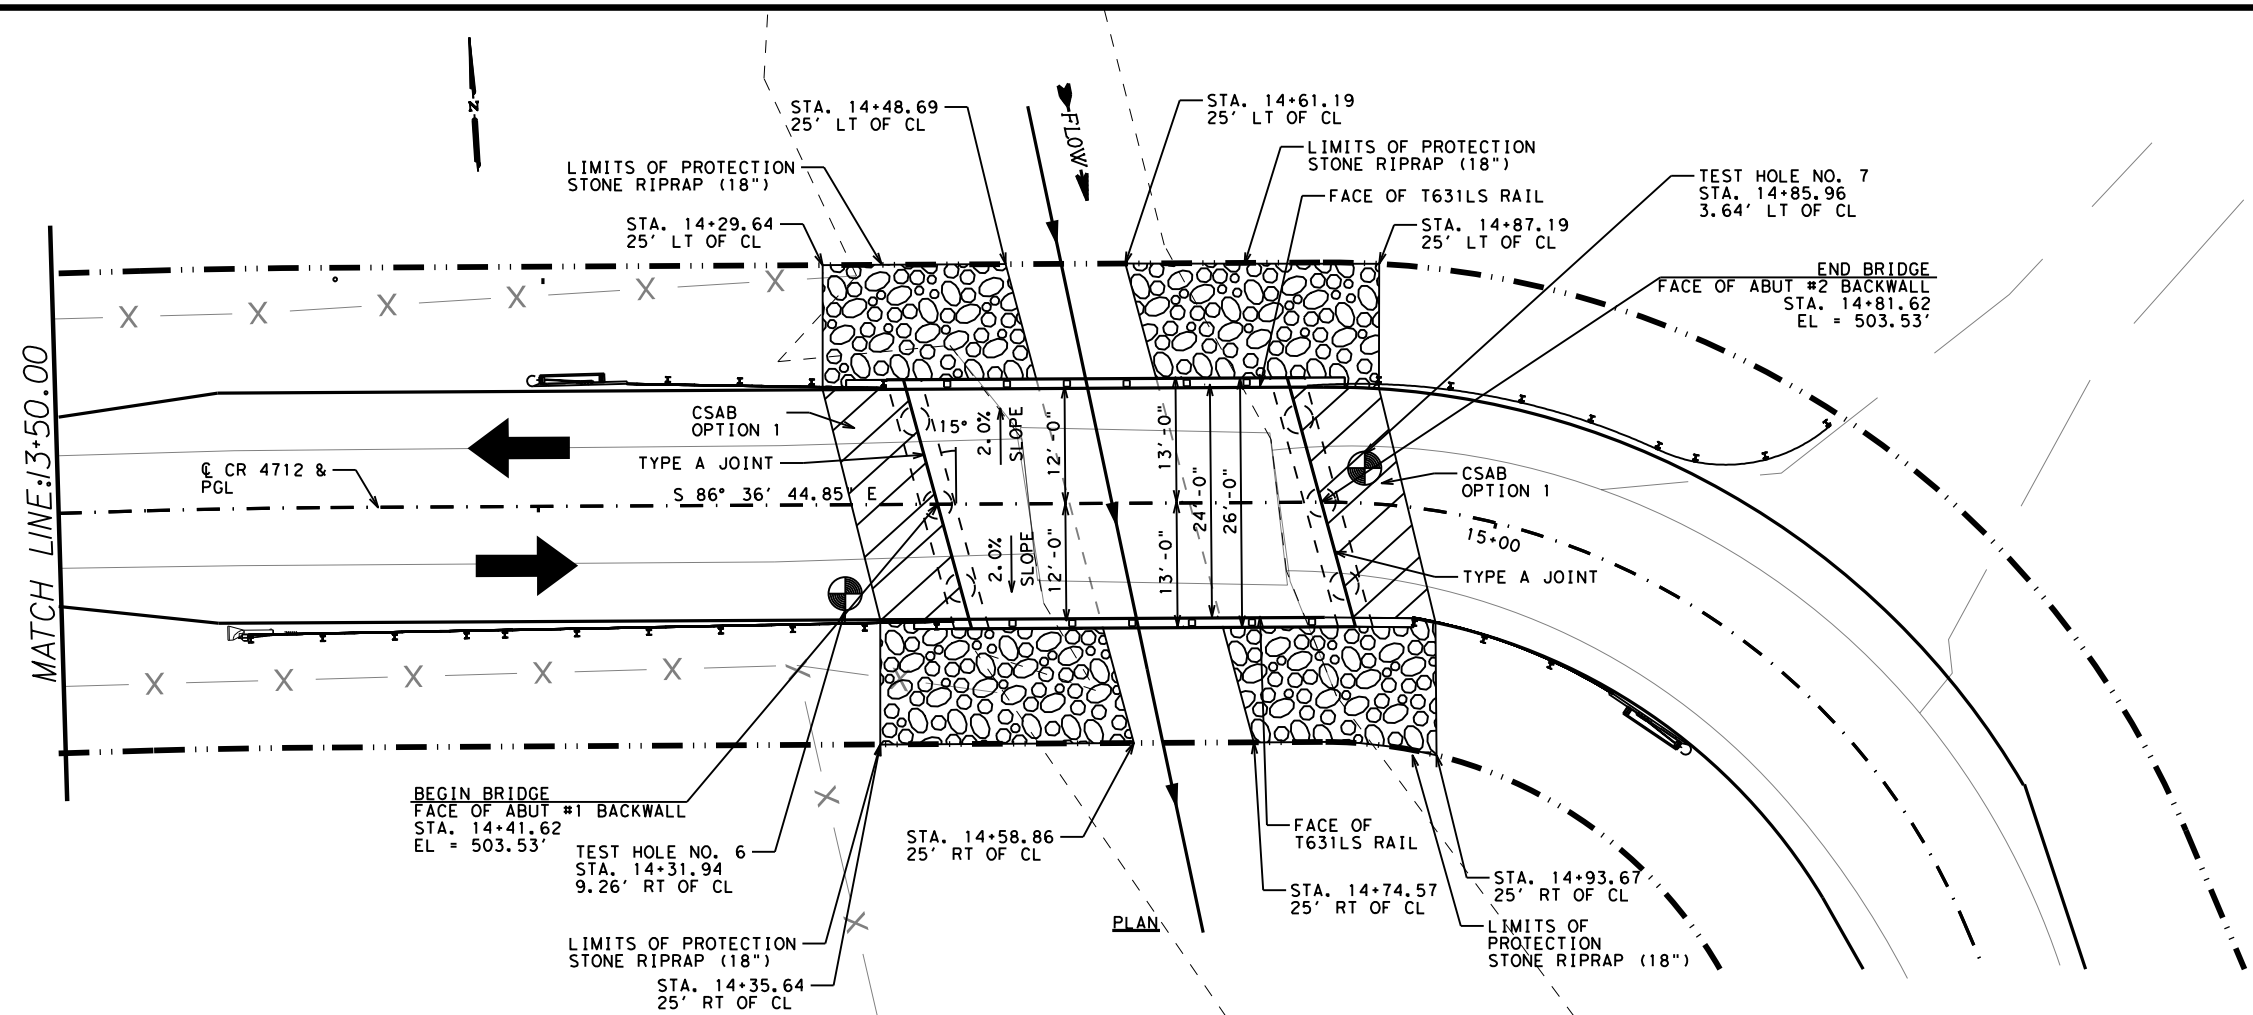 N
STA. 14+48.69
25' LT OF CL
FLOW
STA. 14+61.19
25' LT OF CL
LIMITS OF PROTECTION
STONE RIPRAP (18")
LIMITS OF PROTECTION
STONE RIPRAP (18")
TEST HOLE NO. 7
STA. 14+85.96
3.64' LT OF CL
FACE OF T631LS RAIL
STA. 14+29.64
25' LT OF CL
STA. 14+87.19
25' LT OF CL
END BRIDGE
FACE OF ABUT #2 BACKWALL
STA. 14+81.62
EL = 503.53'
X X X X X X
MATCH LINE:13+50.00
CSAB
OPTION 1
15°
2.0%
SLOPE
12'-0"
13'-0"
24'-0"
26'-0"
TYPE A JOINT
℄ CR 4712 &
PGL
S 86° 36' 44.85" E
CSAB
OPTION 1
15+00
2.0%
SLOPE
12'-0"
13'-0"
TYPE A JOINT
X X X X X X X
X
X
BEGIN BRIDGE
FACE OF ABUT #1 BACKWALL
STA. 14+41.62
EL = 503.53'
TEST HOLE NO. 6
STA. 14+31.94
9.26' RT OF CL
STA. 14+58.86
25' RT OF CL
FACE OF
T631LS RAIL
STA. 14+74.57
25' RT OF CL
STA. 14+93.67
25' RT OF CL
PLAN
LIMITS OF
PROTECTION
STONE RIPRAP (18")
LIMITS OF PROTECTION
STONE RIPRAP (18")
STA. 14+35.64
25' RT OF CL